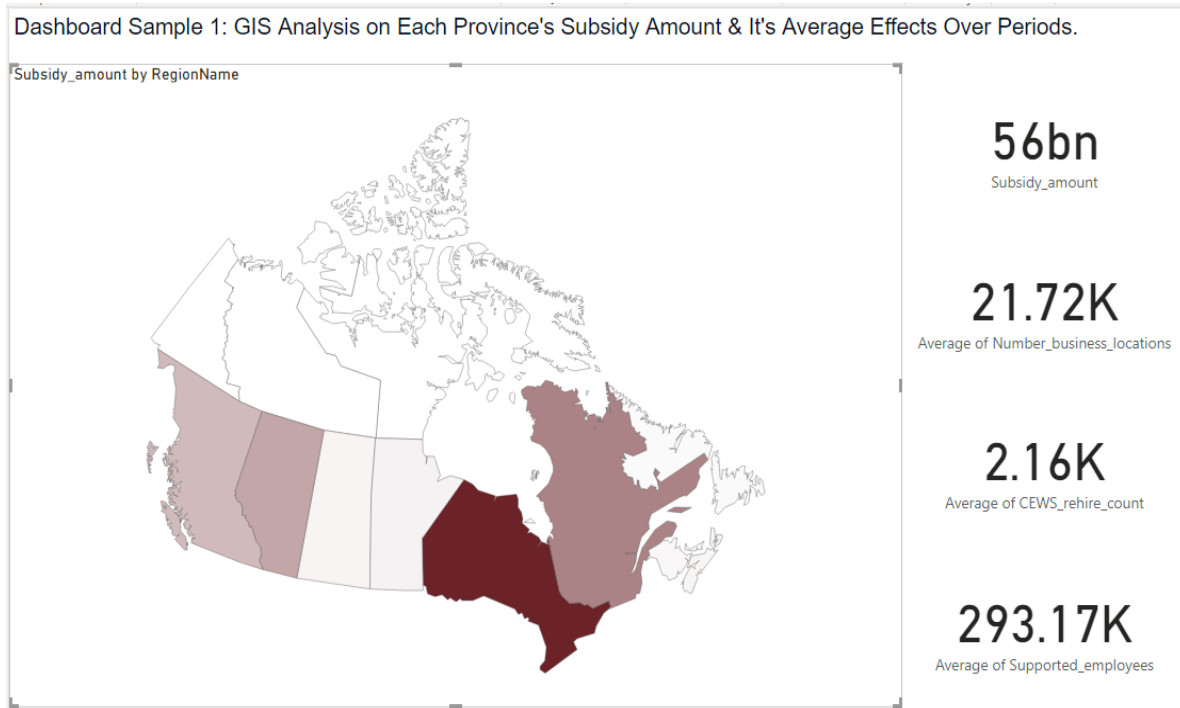 Dashboard Sample 1: GIS Analysis on Each Province's Subsidy Amount & It's Average Effects Over Periods.
Subsidy_amount by RegionName
56bn
Subsidy_amount
21.72K
Average of Number_business_locations
2.16K
Average of CEWS_rehire_count
293.17K
Average of Supported_employees